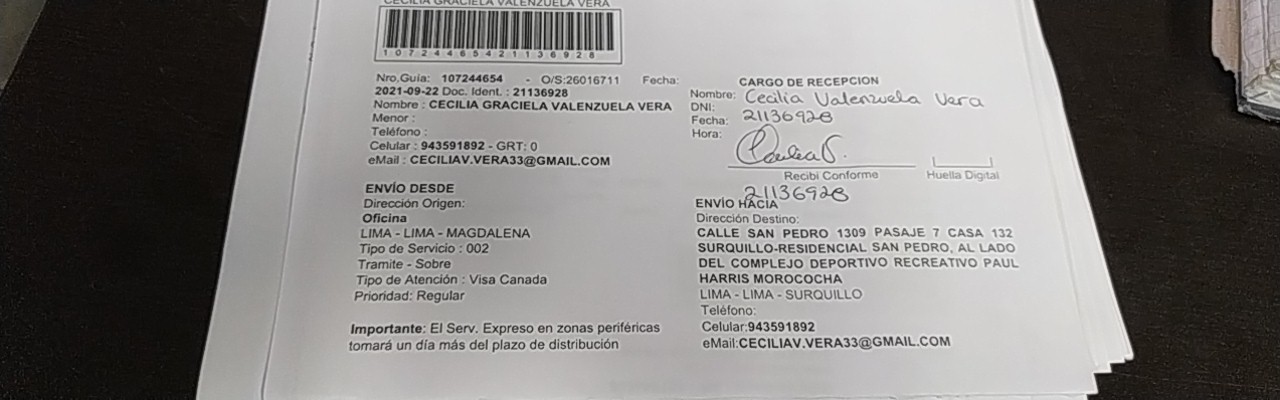 CECILIA GRACIELA VALENZUELA VERA
10724465421136928
Nro.Guía: 107244654 - O/S:26016711 Fecha:
2021-09-22 Doc. Ident. : 21136928
Nombre : CECILIA GRACIELA VALENZUELA VERA
Menor :
Teléfono :
Celular : 943591892 - GRT: 0
eMail : CECILIAV.VERA33@GMAIL.COM
CARGO DE RECEPCION
Nombre: Cecilia Valenzuela Vera
DNI:
Fecha: 21136928
Hora:
Recibi Conforme
Huella Digital
21136928
ENVÍO DESDE
Dirección Origen:
Oficina
LIMA - LIMA - MAGDALENA
Tipo de Servicio : 002
Tramite - Sobre
Tipo de Atención : Visa Canada
Prioridad: Regular
Importante: El Serv. Expreso en zonas periféricas
tomará un día más del plazo de distribución
ENVÍO HACIA
Dirección Destino:
CALLE SAN PEDRO 1309 PASAJE 7 CASA 132
SURQUILLO-RESIDENCIAL SAN PEDRO, AL LADO
DEL COMPLEJO DEPORTIVO RECREATIVO PAUL
HARRIS MOROCOCHA
LIMA - LIMA - SURQUILLO
Teléfono:
Celular:943591892
eMail:CECILIAV.VERA33@GMAIL.COM